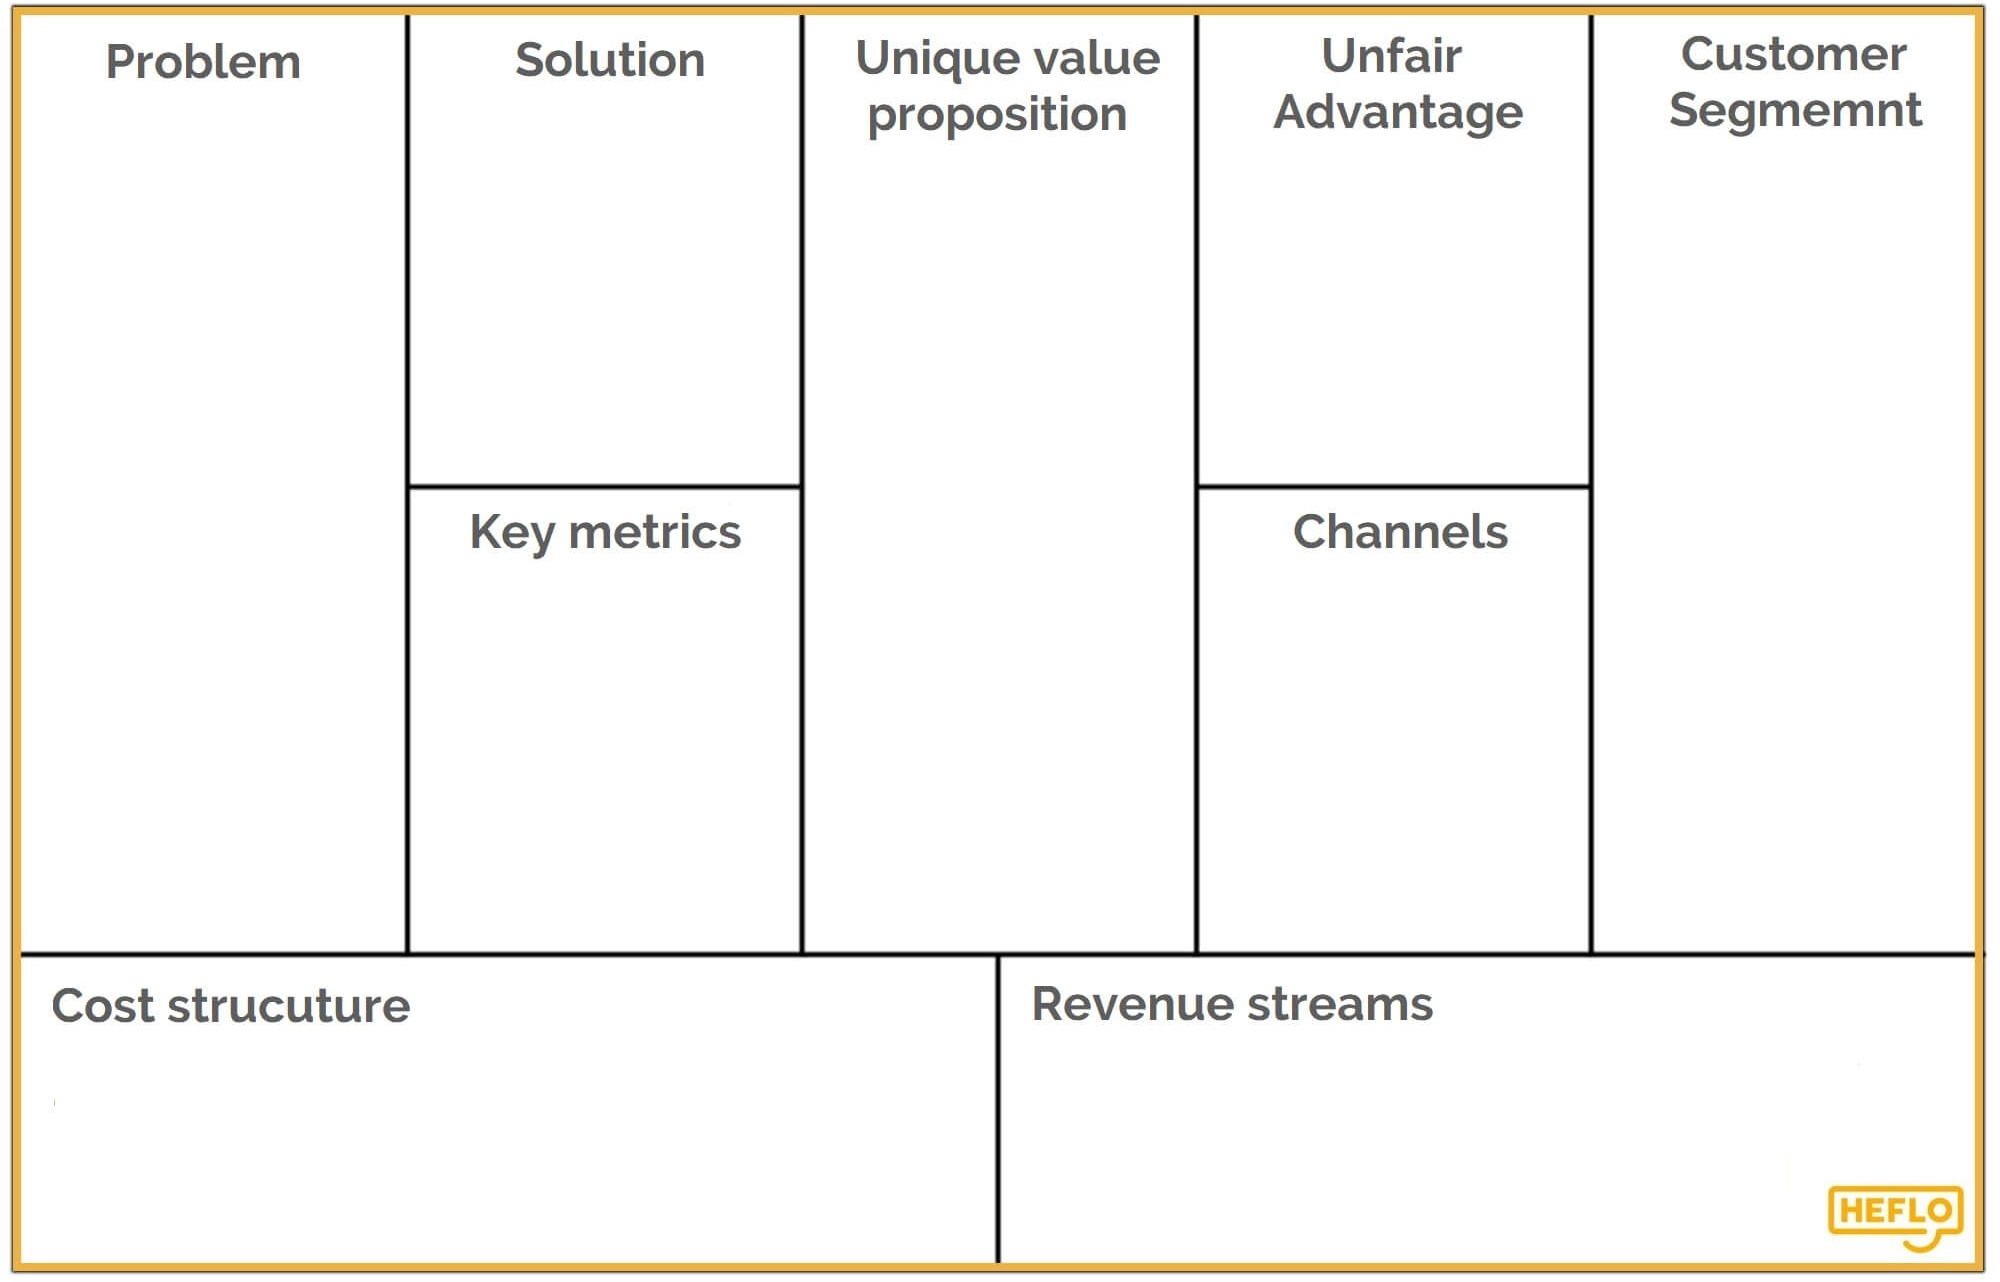 Problem
Solution
Unique value
proposition
Unfair
Advantage
Customer
Segmemnt
Key metrics
Channels
Cost strucuture
Revenue streams
HEFLO